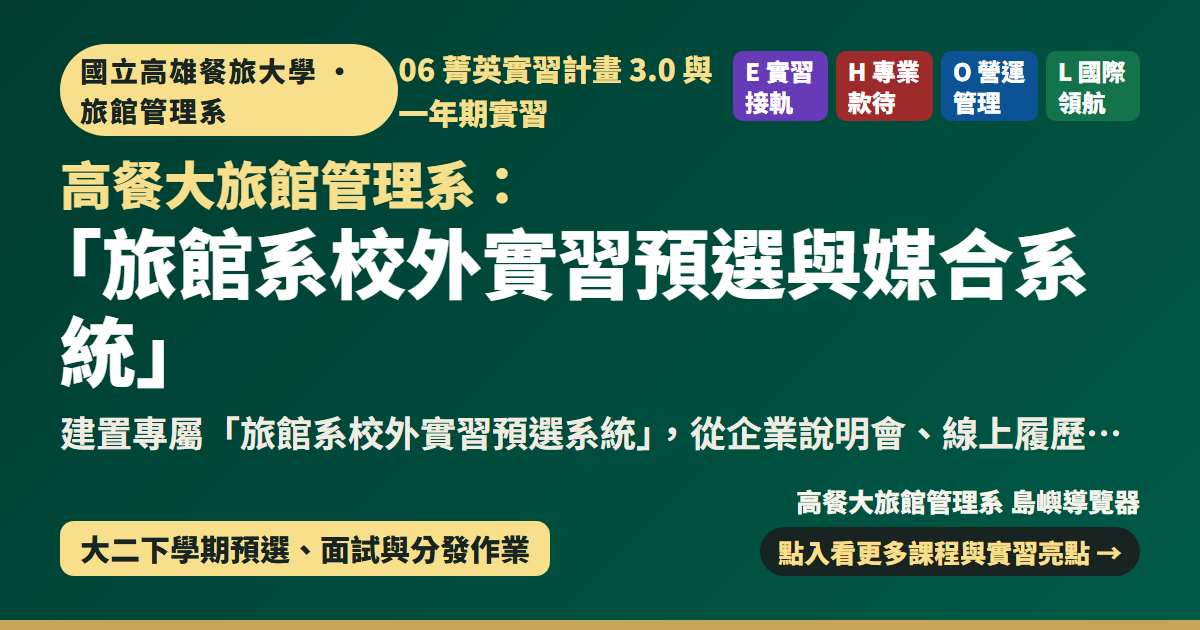 國立高雄餐旅大學 ·
旅館管理系
06 菁英實習計畫 3.0 與
一年期實習
E 實習
接軌
H 專業
款待
O 營運
管理
L 國際
領航
高餐大旅館管理系：
「旅館系校外實習預選與媒合系
統」
建置專屬「旅館系校外實習預選系統」，從企業說明會、線上履歷…
高餐大旅館管理系 島嶼導覽器
大二下學期預選、面試與分發作業
點入看更多課程與實習亮點 →